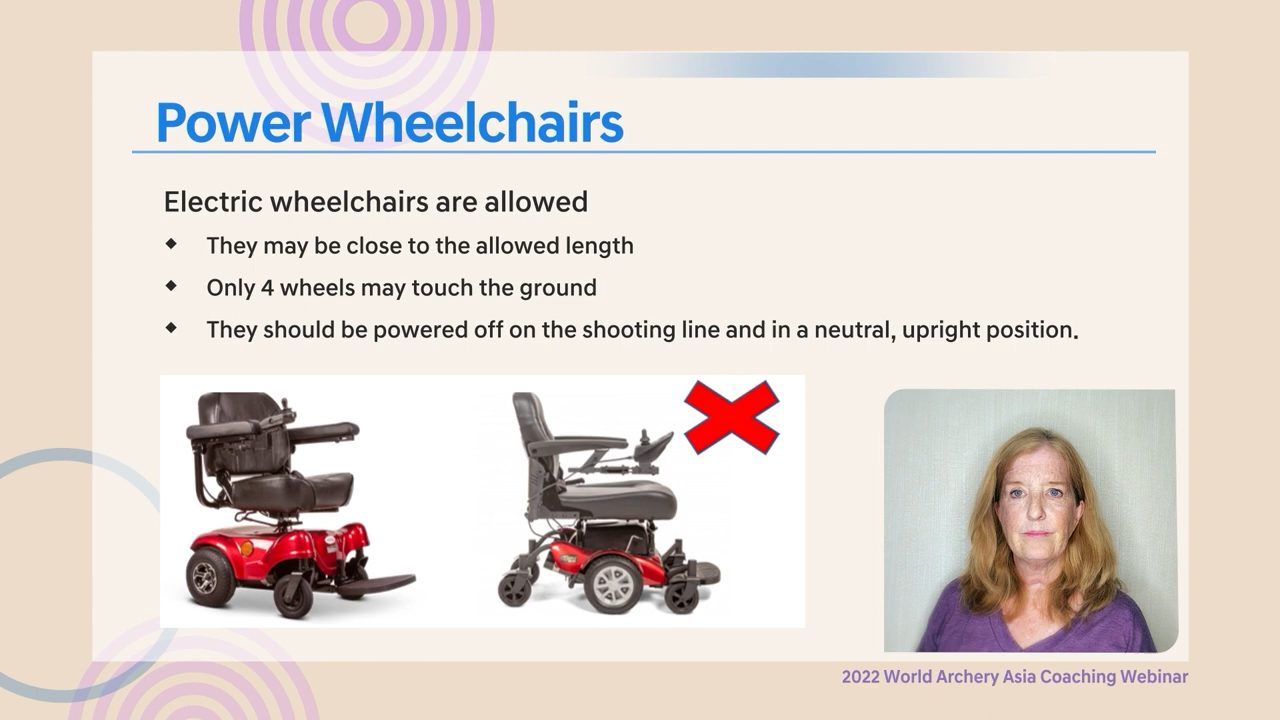 Power Wheelchairs
Electric wheelchairs are allowed
◆ They may be close to the allowed length
◆ Only 4 wheels may touch the ground
◆ They should be powered off on the shooting line and in a neutral, upright position.
2022 World Archery Asia Coaching Webinar